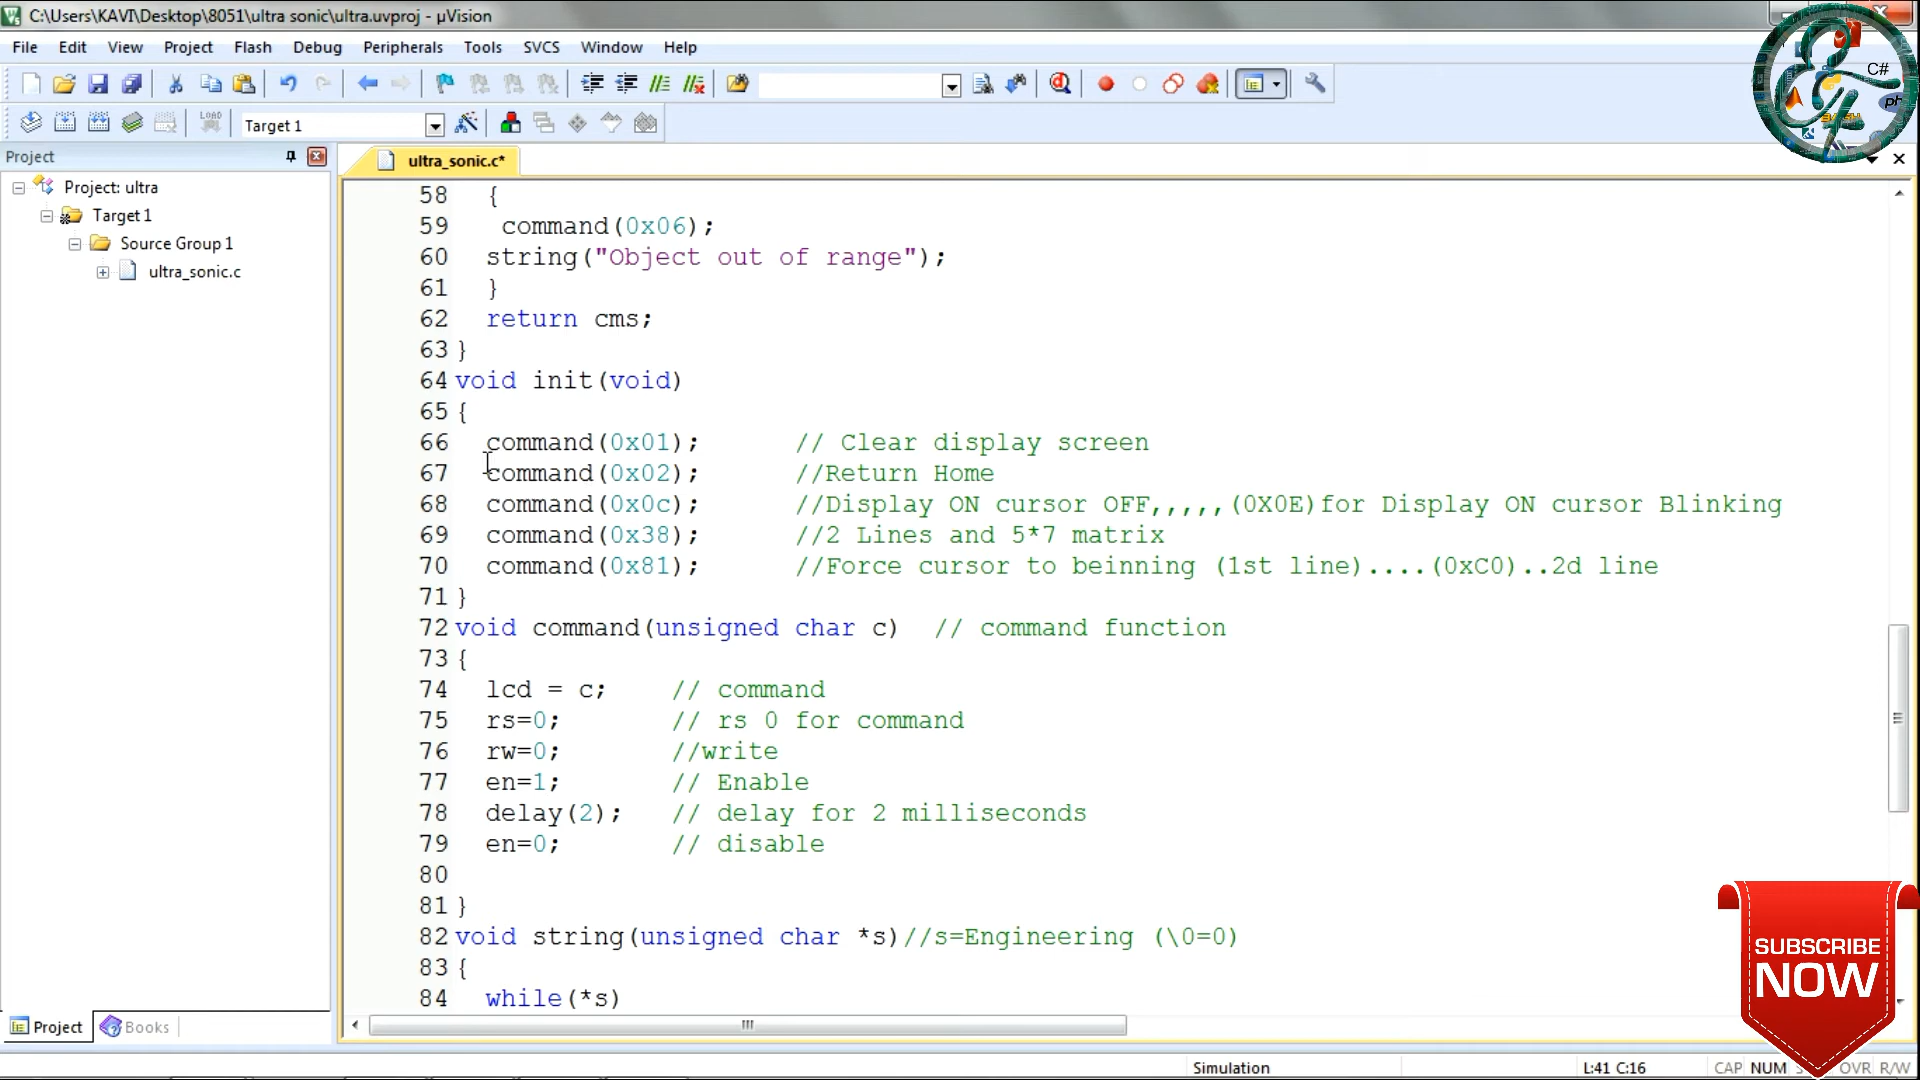 C:\Users\KAVI\Desktop\8051\ultra sonic\ultra.uvproj - µVision
File Edit View Project Flash Debug Peripherals Tools SVCS Window Help
C#
LOAD
Target 1
Project
ultra_sonic.c*
Project: ultra
Target 1
Source Group 1
ultra_sonic.c
58 {
59 command(0x06);
60 string("Object out of range");
61 }
62 return cms;
63 }
64 void init(void)
65 {
66 command(0x01); // Clear display screen
67 command(0x02); //Return Home
68 command(0x0c); //Display ON cursor OFF,,,,,(0X0E)for Display ON cursor Blinking
69 command(0x38); //2 Lines and 5*7 matrix
70 command(0x81); //Force cursor to beinning (1st line)....(0xC0)..2d line
71 }
72 void command(unsigned char c) // command function
73 {
74 lcd = c; // command
75 rs=0; // rs 0 for command
76 rw=0; //write
77 en=1; // Enable
78 delay(2); // delay for 2 milliseconds
79 en=0; // disable
80
81 }
82 void string(unsigned char *s)//s=Engineering (\0=0)
83 {
84 while(*s)
Project Books
SUBSCRIBE
NOW
Simulation L:41 C:16 CAP NUM OVR R/W